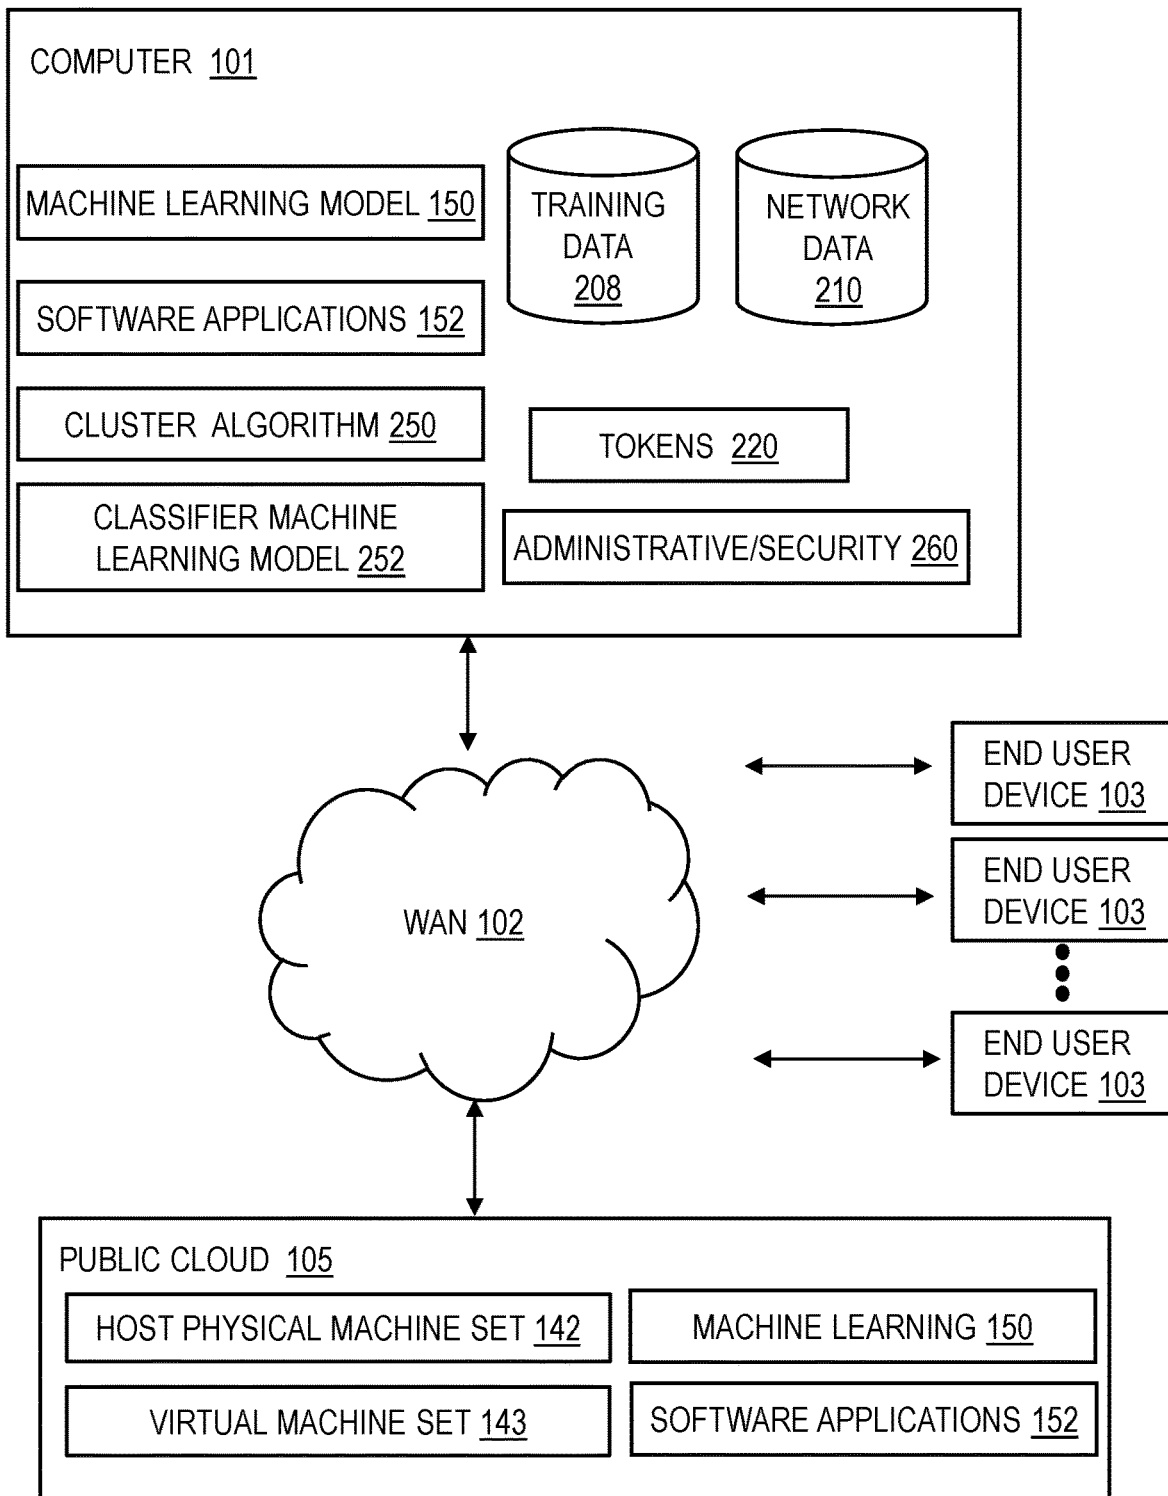 COMPUTER 101
MACHINE LEARNING MODEL 150
SOFTWARE APPLICATIONS 152
CLUSTER ALGORITHM 250
CLASSIFIER MACHINE
LEARNING MODEL 252
TRAINING
DATA
208
NETWORK
DATA
210
TOKENS 220
ADMINISTRATIVE/SECURITY 260
WAN 102
END USER
DEVICE 103
END USER
DEVICE 103
END USER
DEVICE 103
PUBLIC CLOUD 105
HOST PHYSICAL MACHINE SET 142
MACHINE LEARNING 150
VIRTUAL MACHINE SET 143
SOFTWARE APPLICATIONS 152